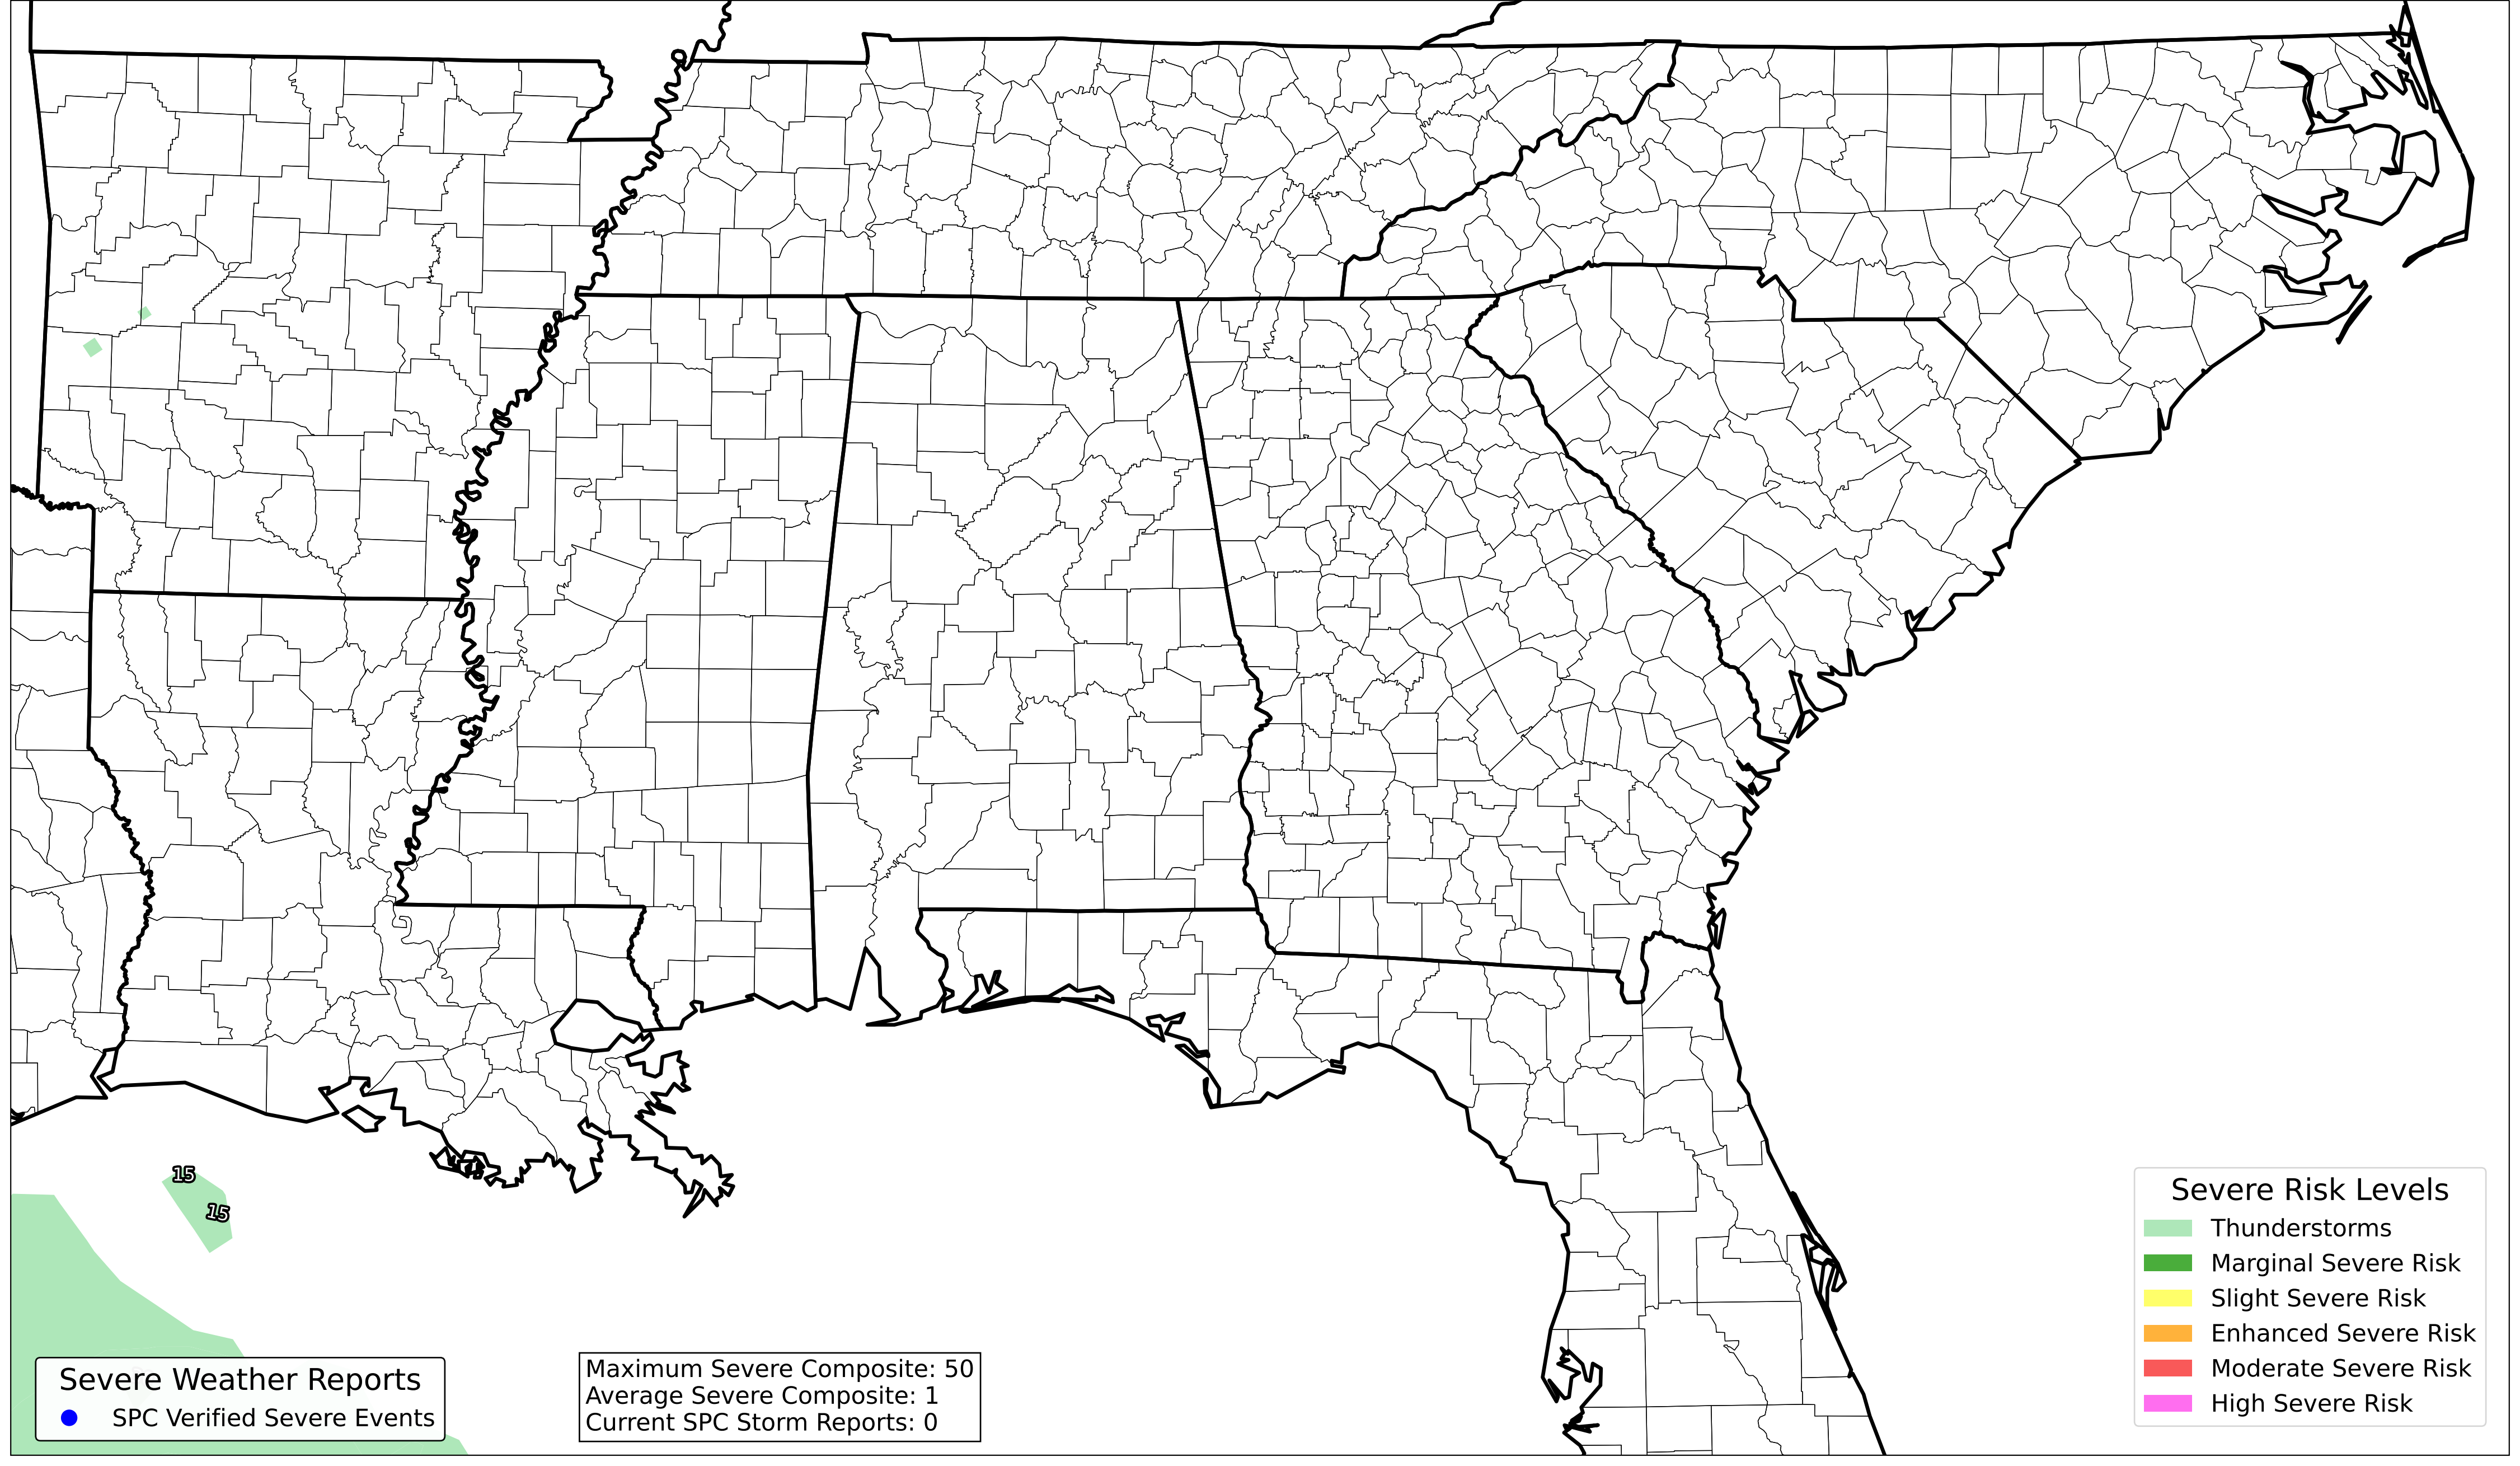 15
15
Severe Weather Reports
SPC Verified Severe Events
Maximum Severe Composite: 50
Average Severe Composite: 1
Current SPC Storm Reports: 0
Severe Risk Levels
Thunderstorms
Marginal Severe Risk
Slight Severe Risk
Enhanced Severe Risk
Moderate Severe Risk
High Severe Risk